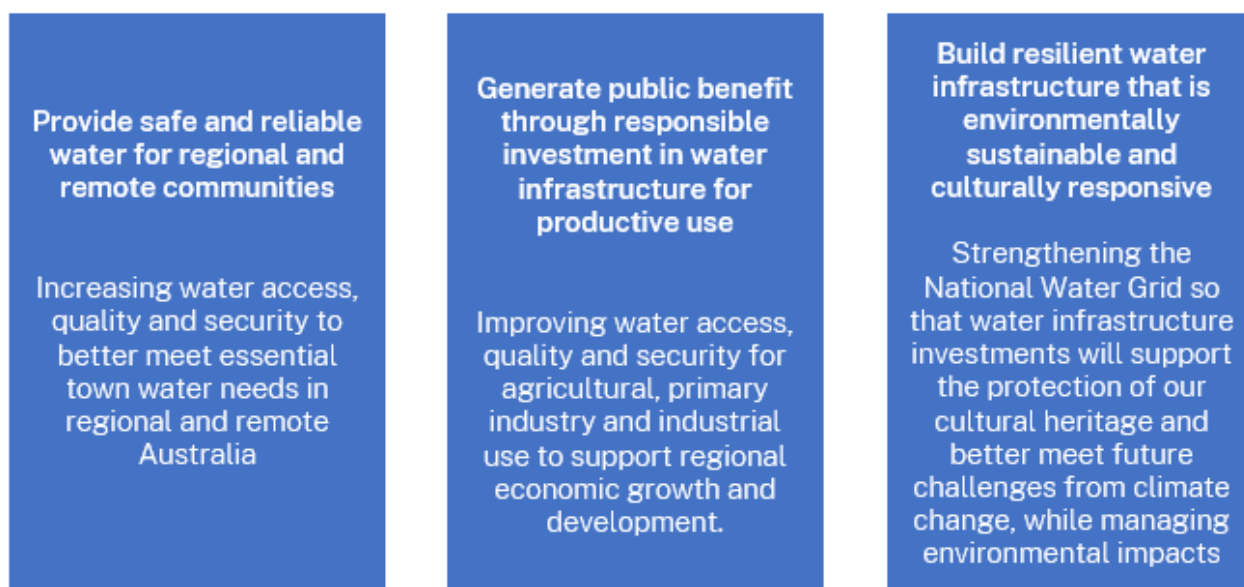 Provide safe and reliable
water for regional and
remote communities
Increasing water access,
quality and security to
better meet essential
town water needs in
regional and remote
Australia
Generate public benefit
through responsible
investment in water
infrastructure for
productive use
Improving water access,
quality and security for
agricultural, primary
industry and industrial
use to support regional
economic growth and
development.
Build resilient water
infrastructure that is
environmentally
sustainable and
culturally responsive
Strengthening the
National Water Grid so
that water infrastructure
investments will support
the protection of our
cultural heritage and
better meet future
challenges from climate
change, while managing
environmental impacts